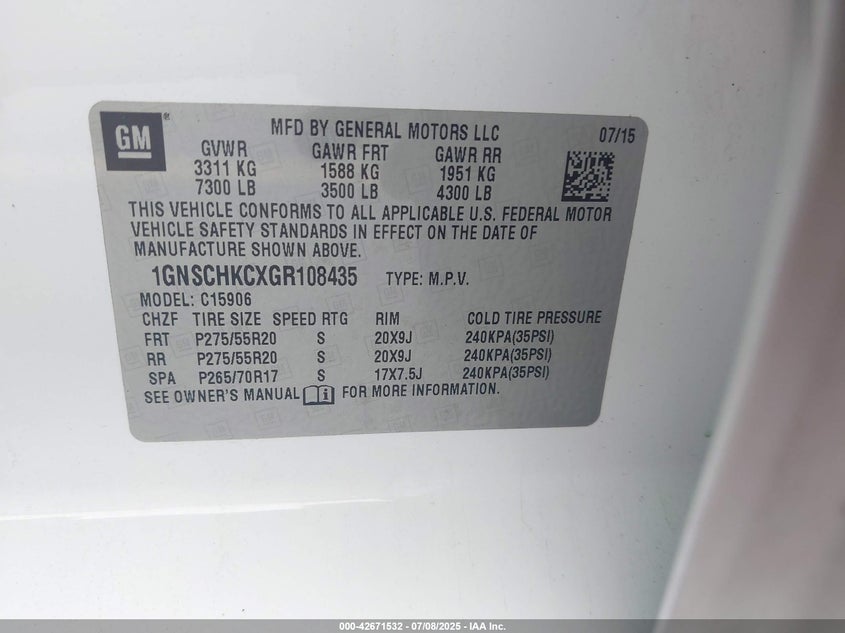 GM®
MFD BY GENERAL MOTORS LLC 07/15
GVWR GAWR FRT GAWR RR
3311 KG 1588 KG 1951 KG
7300 LB 3500 LB 4300 LB
THIS VEHICLE CONFORMS TO ALL APPLICABLE U.S. FEDERAL MOTOR
VEHICLE SAFETY STANDARDS IN EFFECT ON THE DATE OF
MANUFACTURE SHOWN ABOVE.
1GNSCHKCXGR108435 TYPE: M.P.V.
MODEL: C15906
CHZF TIRE SIZE SPEED RTG RIM COLD TIRE PRESSURE
FRT P275/55R20 S 20X9J 240KPA(35PSI)
RR P275/55R20 S 20X9J 240KPA(35PSI)
SPA P265/70R17 S 17X7.5J 240KPA(35PSI)
SEE OWNER'S MANUAL FOR MORE INFORMATION.
000-42671532 - 07/08/2025 - IAA Inc.